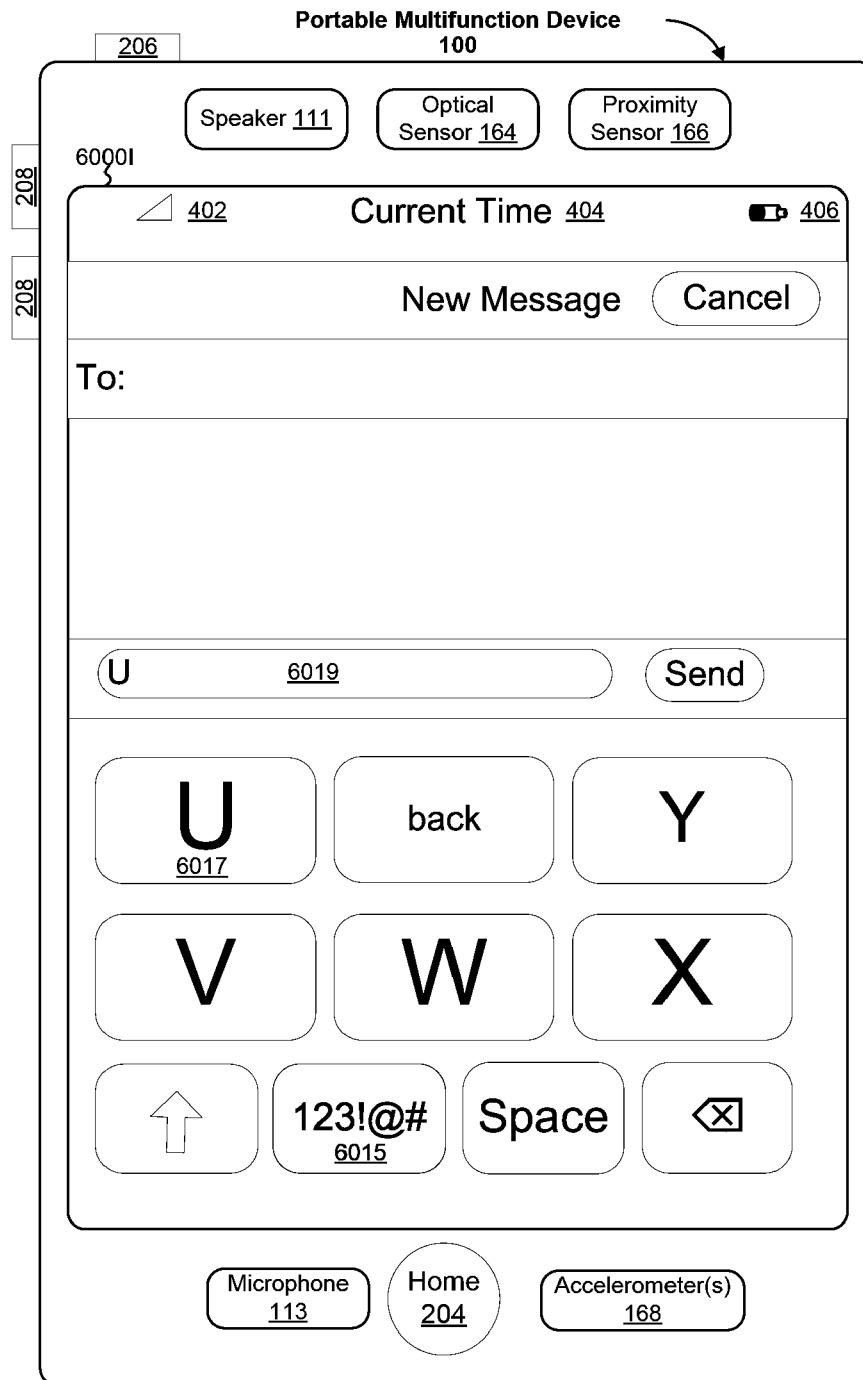 Portable Multifunction Device
100
206
Speaker 111
Optical
Sensor 164
Proximity
Sensor 166
208
6000I
402
Current Time 404
406
208
New Message
Cancel
To:
U
6019
Send
U
6017
back
Y
V
W
X
123!@#
6015
Space
Microphone
113
Home
204
Accelerometer(s)
168